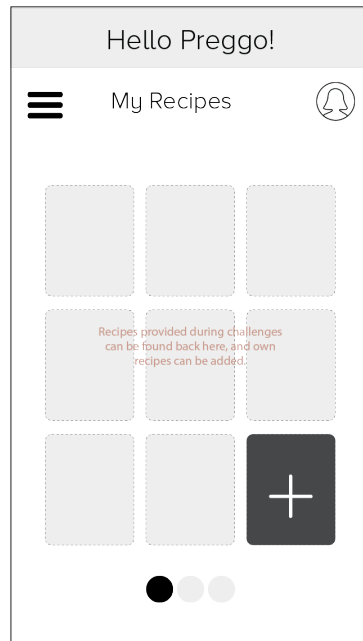 Hello Preggo!
My Recipes
Recipes provided during challenges
can be found back here, and own
recipes can be added.